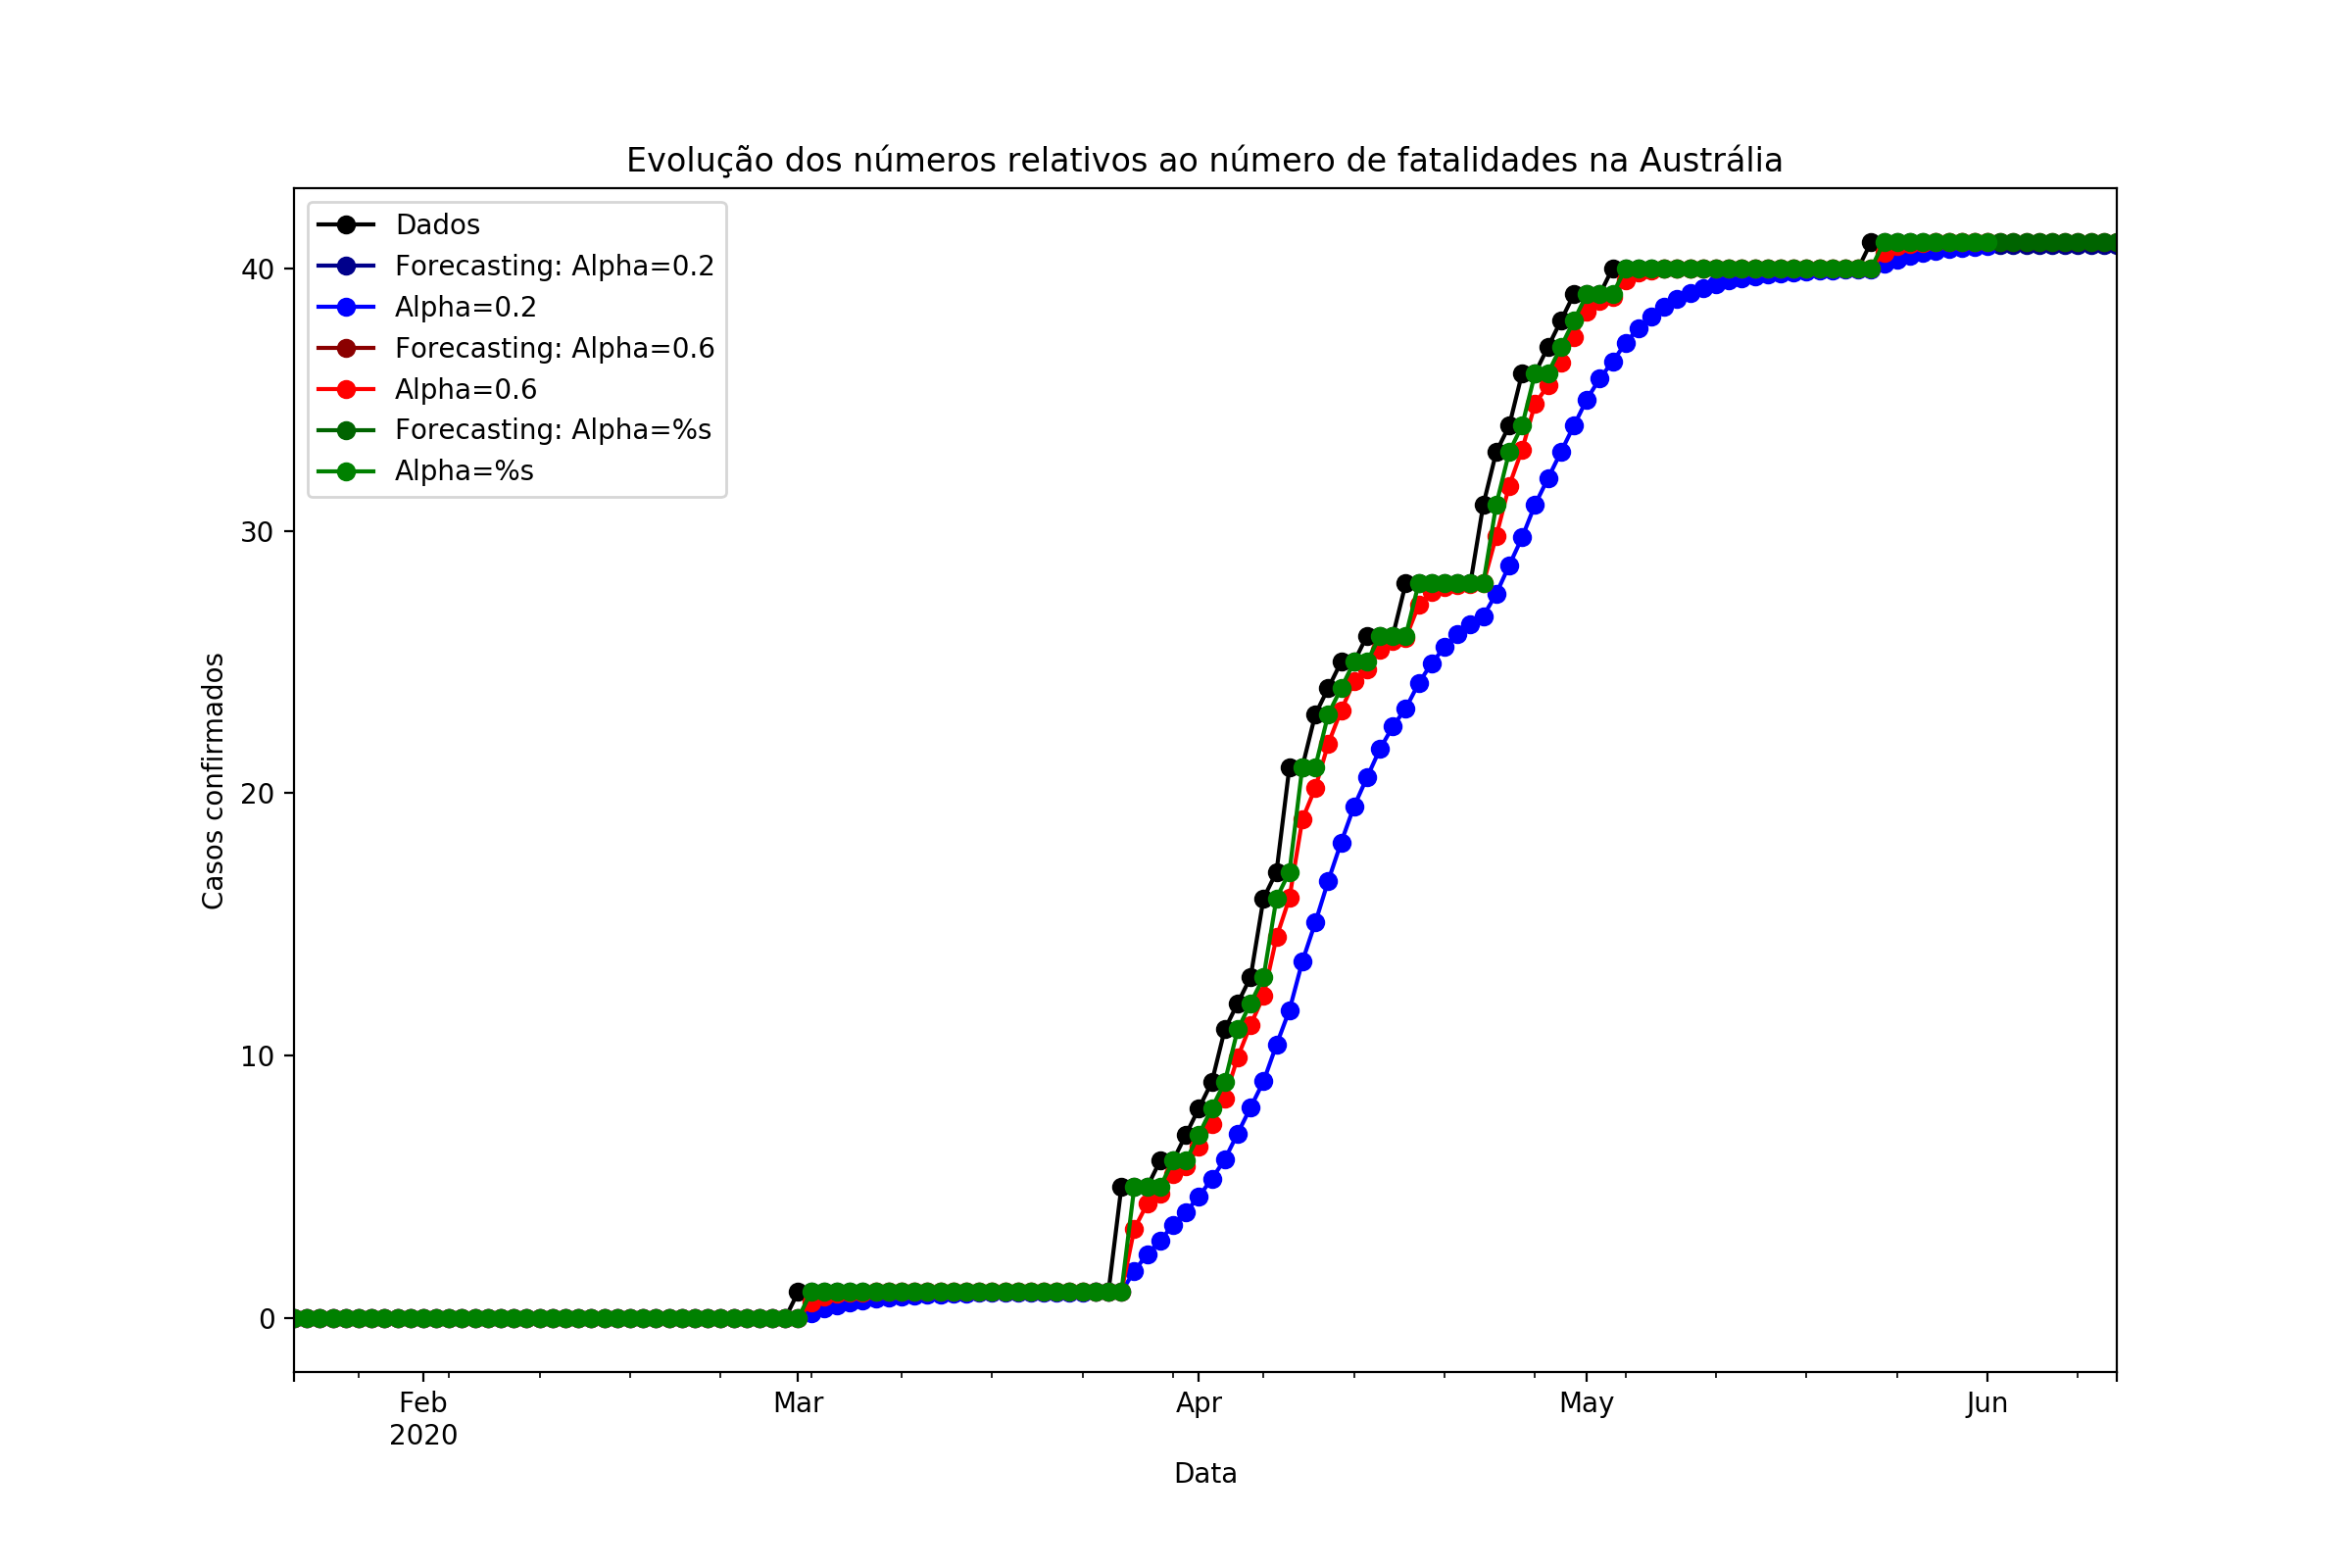 Evolução dos números relativos ao número de fatalidades na Austrália
Dados
Forecasting: Alpha=0.2
Alpha=0.2
Forecasting: Alpha=0.6
Alpha=0.6
Forecasting: Alpha=%s
Alpha=%s
40
30
20
10
0
Casos confirmados
Feb
2020
Mar
Apr
May
Jun
Data